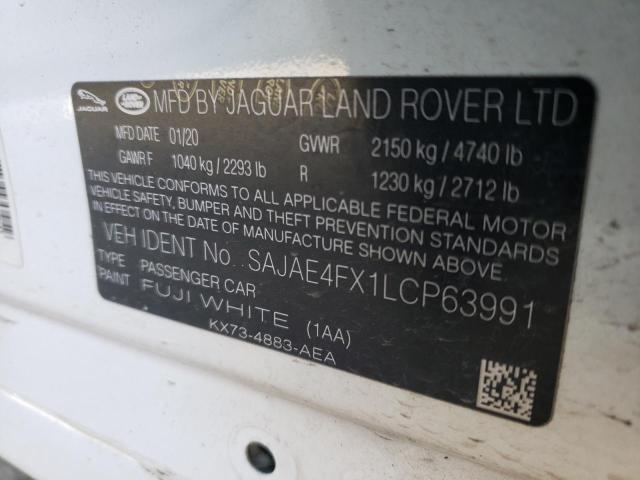 JAGUAR
LAND-ROVER
MFD BY JAGUAR LAND ROVER LTD
MFD DATE 01/20 GVWR 2150 kg / 4740 lb
GAWR F 1040 kg / 2293 lb R 1230 kg / 2712 lb
THIS VEHICLE CONFORMS TO ALL APPLICABLE FEDERAL MOTOR
VEHICLE SAFETY, BUMPER AND THEFT PREVENTION STANDARDS
IN EFFECT ON THE DATE OF MANUFACTURE SHOWN ABOVE
VEH IDENT No. SAJAE4FX1LCP63991
TYPE PASSENGER CAR
PAINT FUJI WHITE (1AA)
KX73-4883-AEA